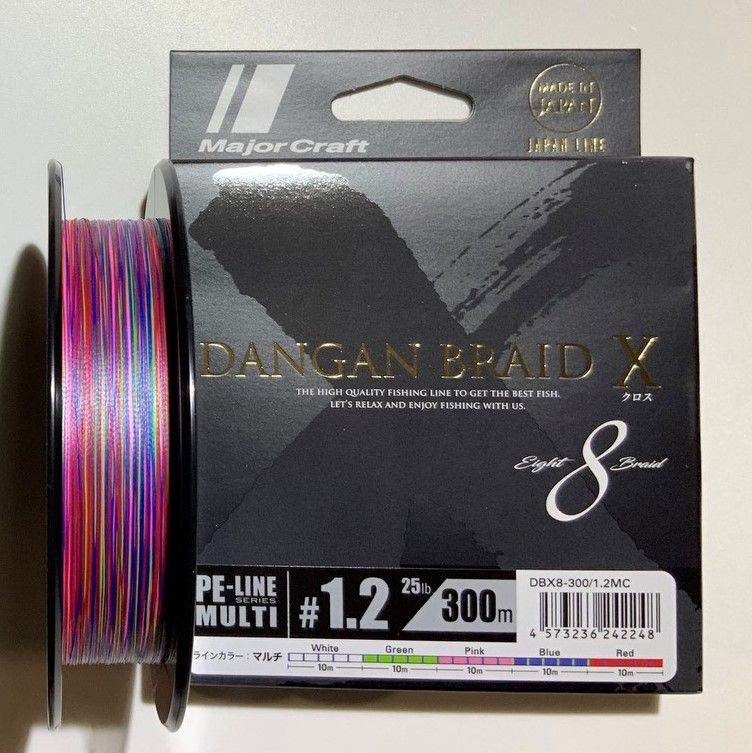 Major Craft
MADE IN
JAPAN
JAPAN LINE
DANGAN BRAID X
クロス
THE HIGH QUALITY FISHING LINE TO GET THE BEST FISH.
LET'S RELAX AND ENJOY FISHING WITH US.
Eight 8 Braid
PE-LINE
SERIES
MULTI
#1.2
25lb
300m
DBX8-300/1.2MC
4 573236 242248
ラインカラー：マルチ
White Green Pink Blue Red
10m 10m 10m 10m 10m